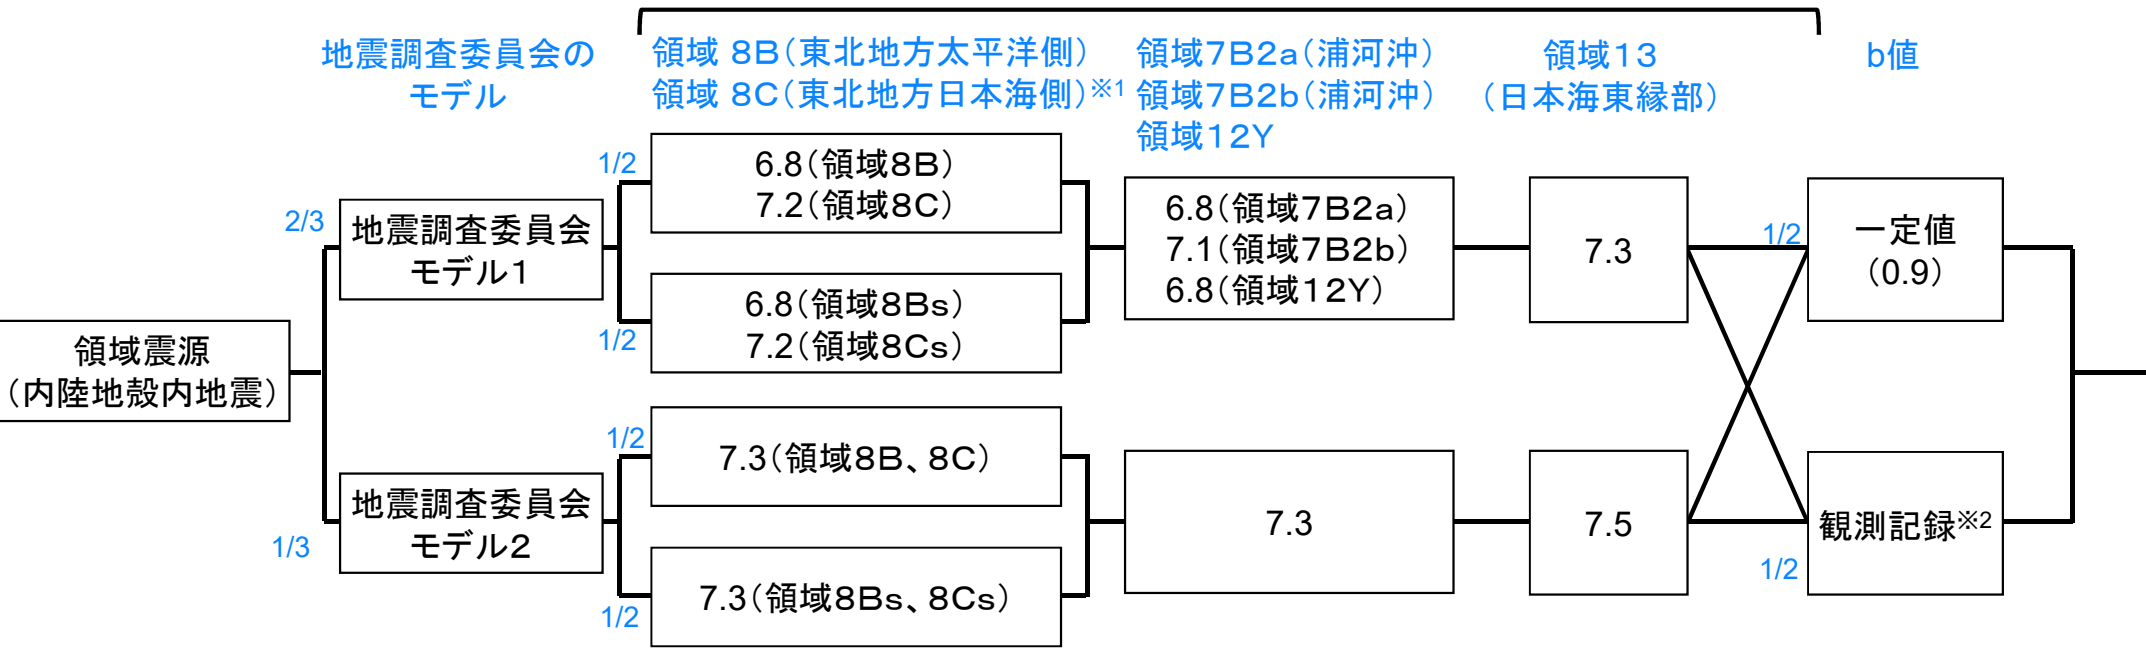 地震調査委員会の
モデル
領域 8B(東北地方太平洋側)
領域 8C(東北地方日本海側)※1
領域7B2a(浦河沖)
領域7B2b(浦河沖)
領域12Y
領域13
(日本海東縁部)
b値
領域震源
(内陸地殻内地震)
2/3
地震調査委員会
モデル1
1/3
地震調査委員会
モデル2
1/2
6.8(領域8B)
7.2(領域8C)
1/2
6.8(領域8Bs)
7.2(領域8Cs)
1/2
7.3(領域8B、8C)
1/2
7.3(領域8Bs、8Cs)
6.8(領域7B2a)
7.1(領域7B2b)
6.8(領域12Y)
7.3
7.3
7.5
1/2
一定値
(0.9)
1/2
観測記録※2